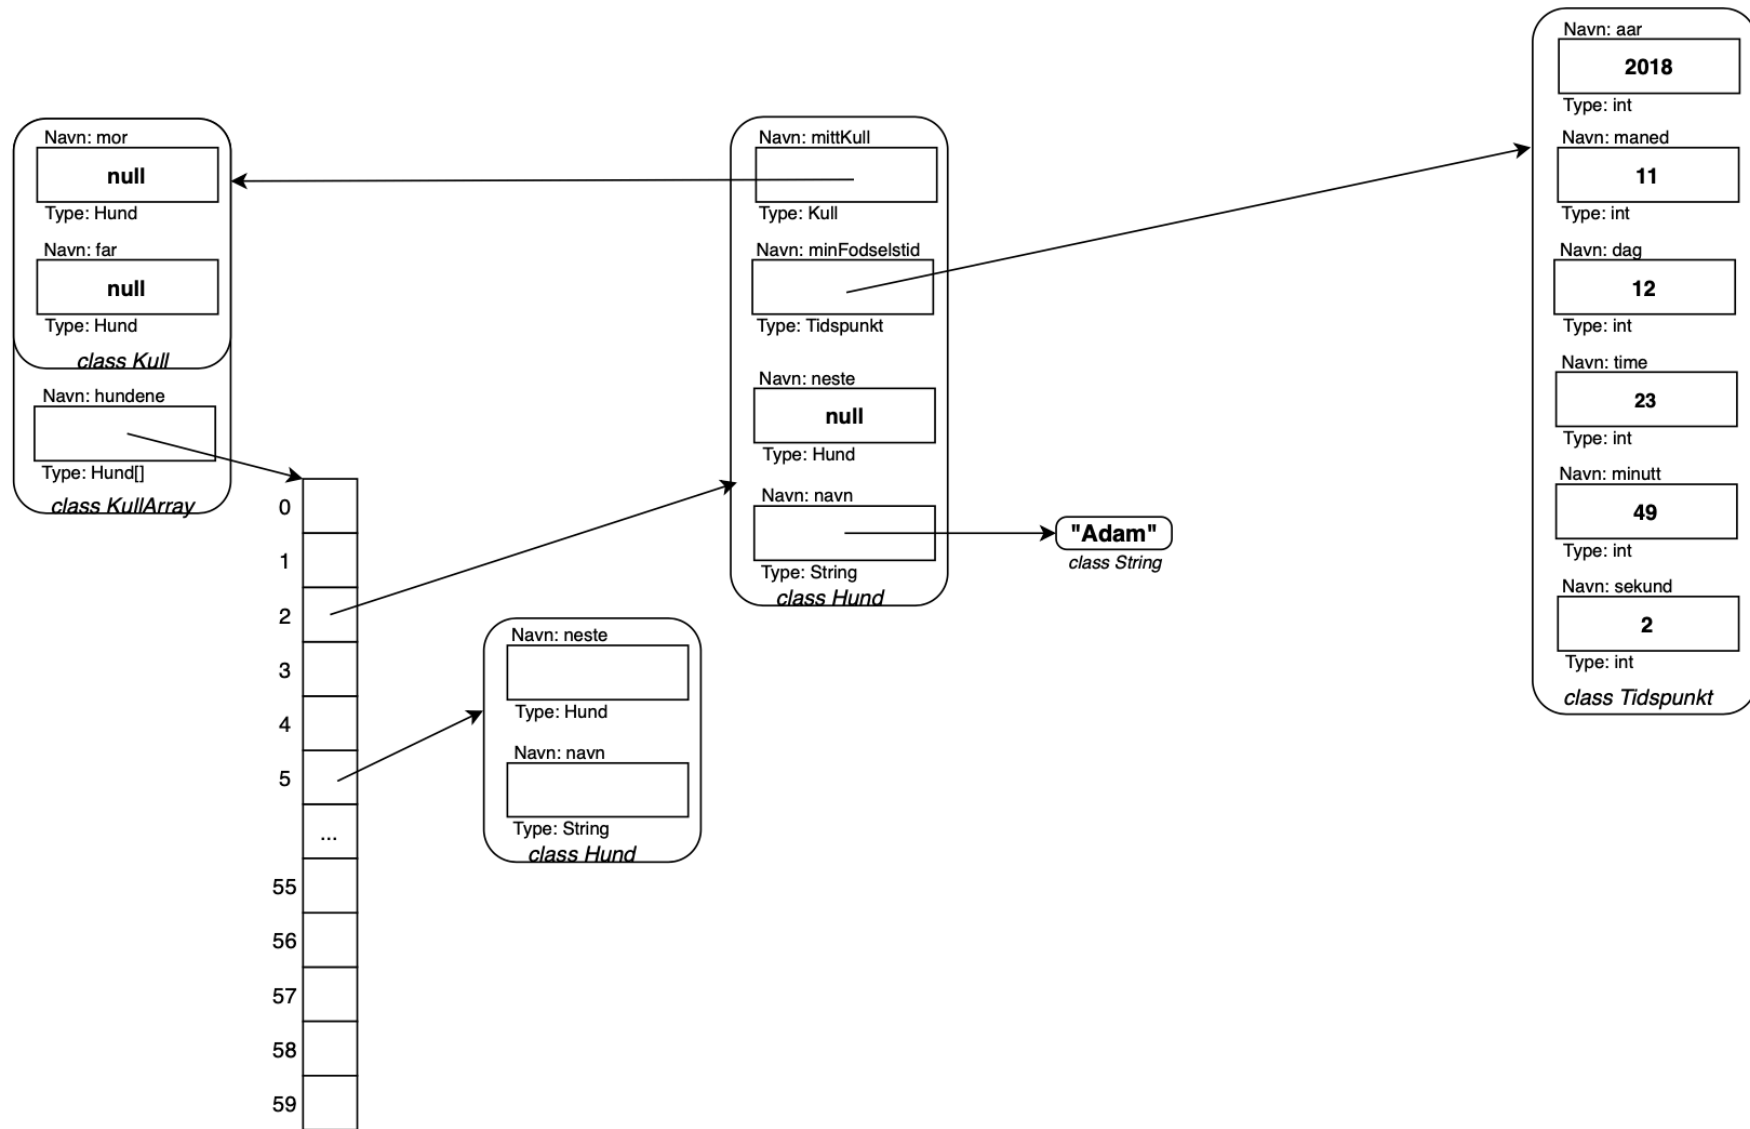 Navn: mor
null
Type: Hund
Navn: far
null
Type: Hund
class Kull
Navn: hundene
Type: Hund[]
class KullArray
0
1
2
3
4
5
...
55
56
57
58
59
Navn: neste
Type: Hund
Navn: navn
Type: String
class Hund
Navn: mittKull
Type: Kull
Navn: minFodselstid
Type: Tidspunkt
Navn: neste
null
Type: Hund
Navn: navn
Type: String
class Hund
"Adam"
class String
Navn: aar
2018
Type: int
Navn: maned
11
Type: int
Navn: dag
12
Type: int
Navn: time
23
Type: int
Navn: minutt
49
Type: int
Navn: sekund
2
Type: int
class Tidspunkt